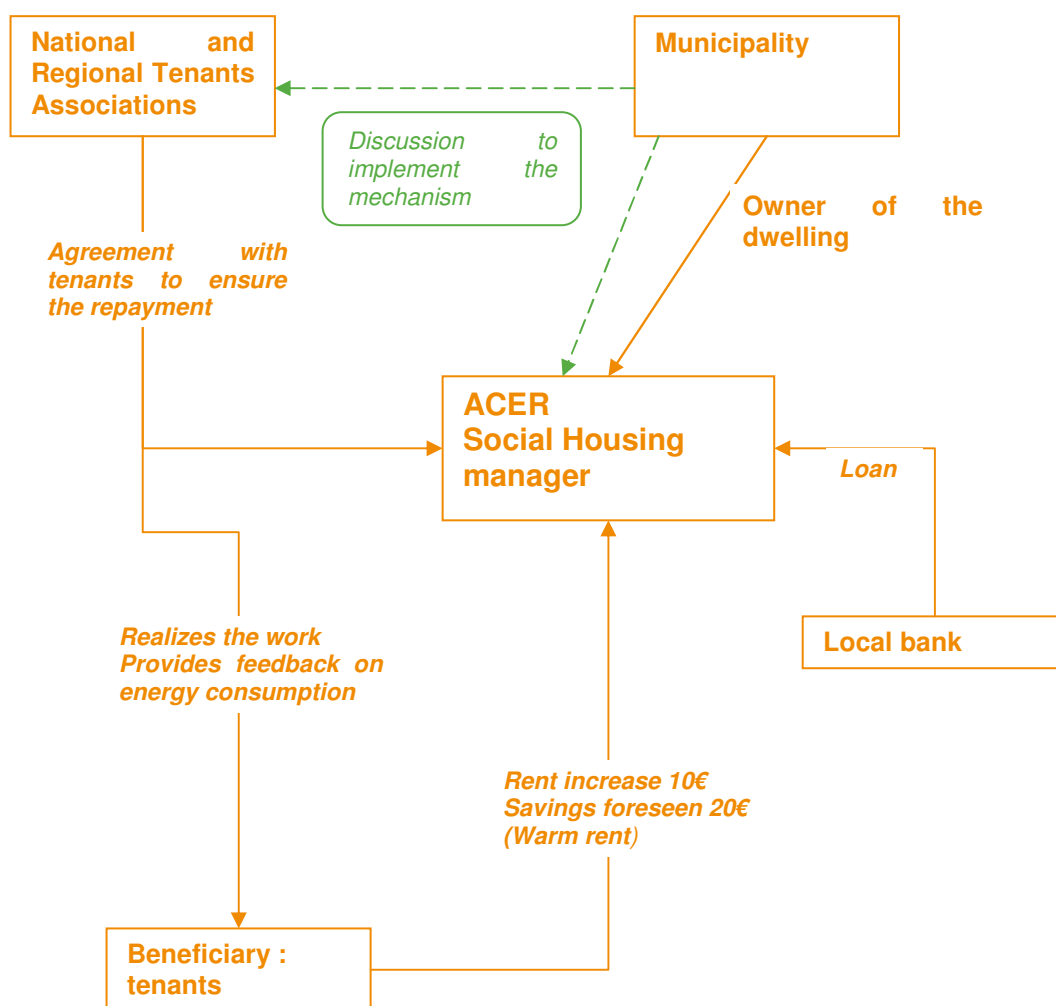 National and
Regional Tenants
Associations
Municipality
Discussion to
implement the
mechanism
Owner of the
dwelling
Agreement with
tenants to ensure
the repayment
ACER
Social Housing
manager
Loan
Realizes the work
Provides feedback on
energy consumption
Local bank
Rent increase 10€
Savings foreseen 20€
(Warm rent)
Beneficiary :
tenants